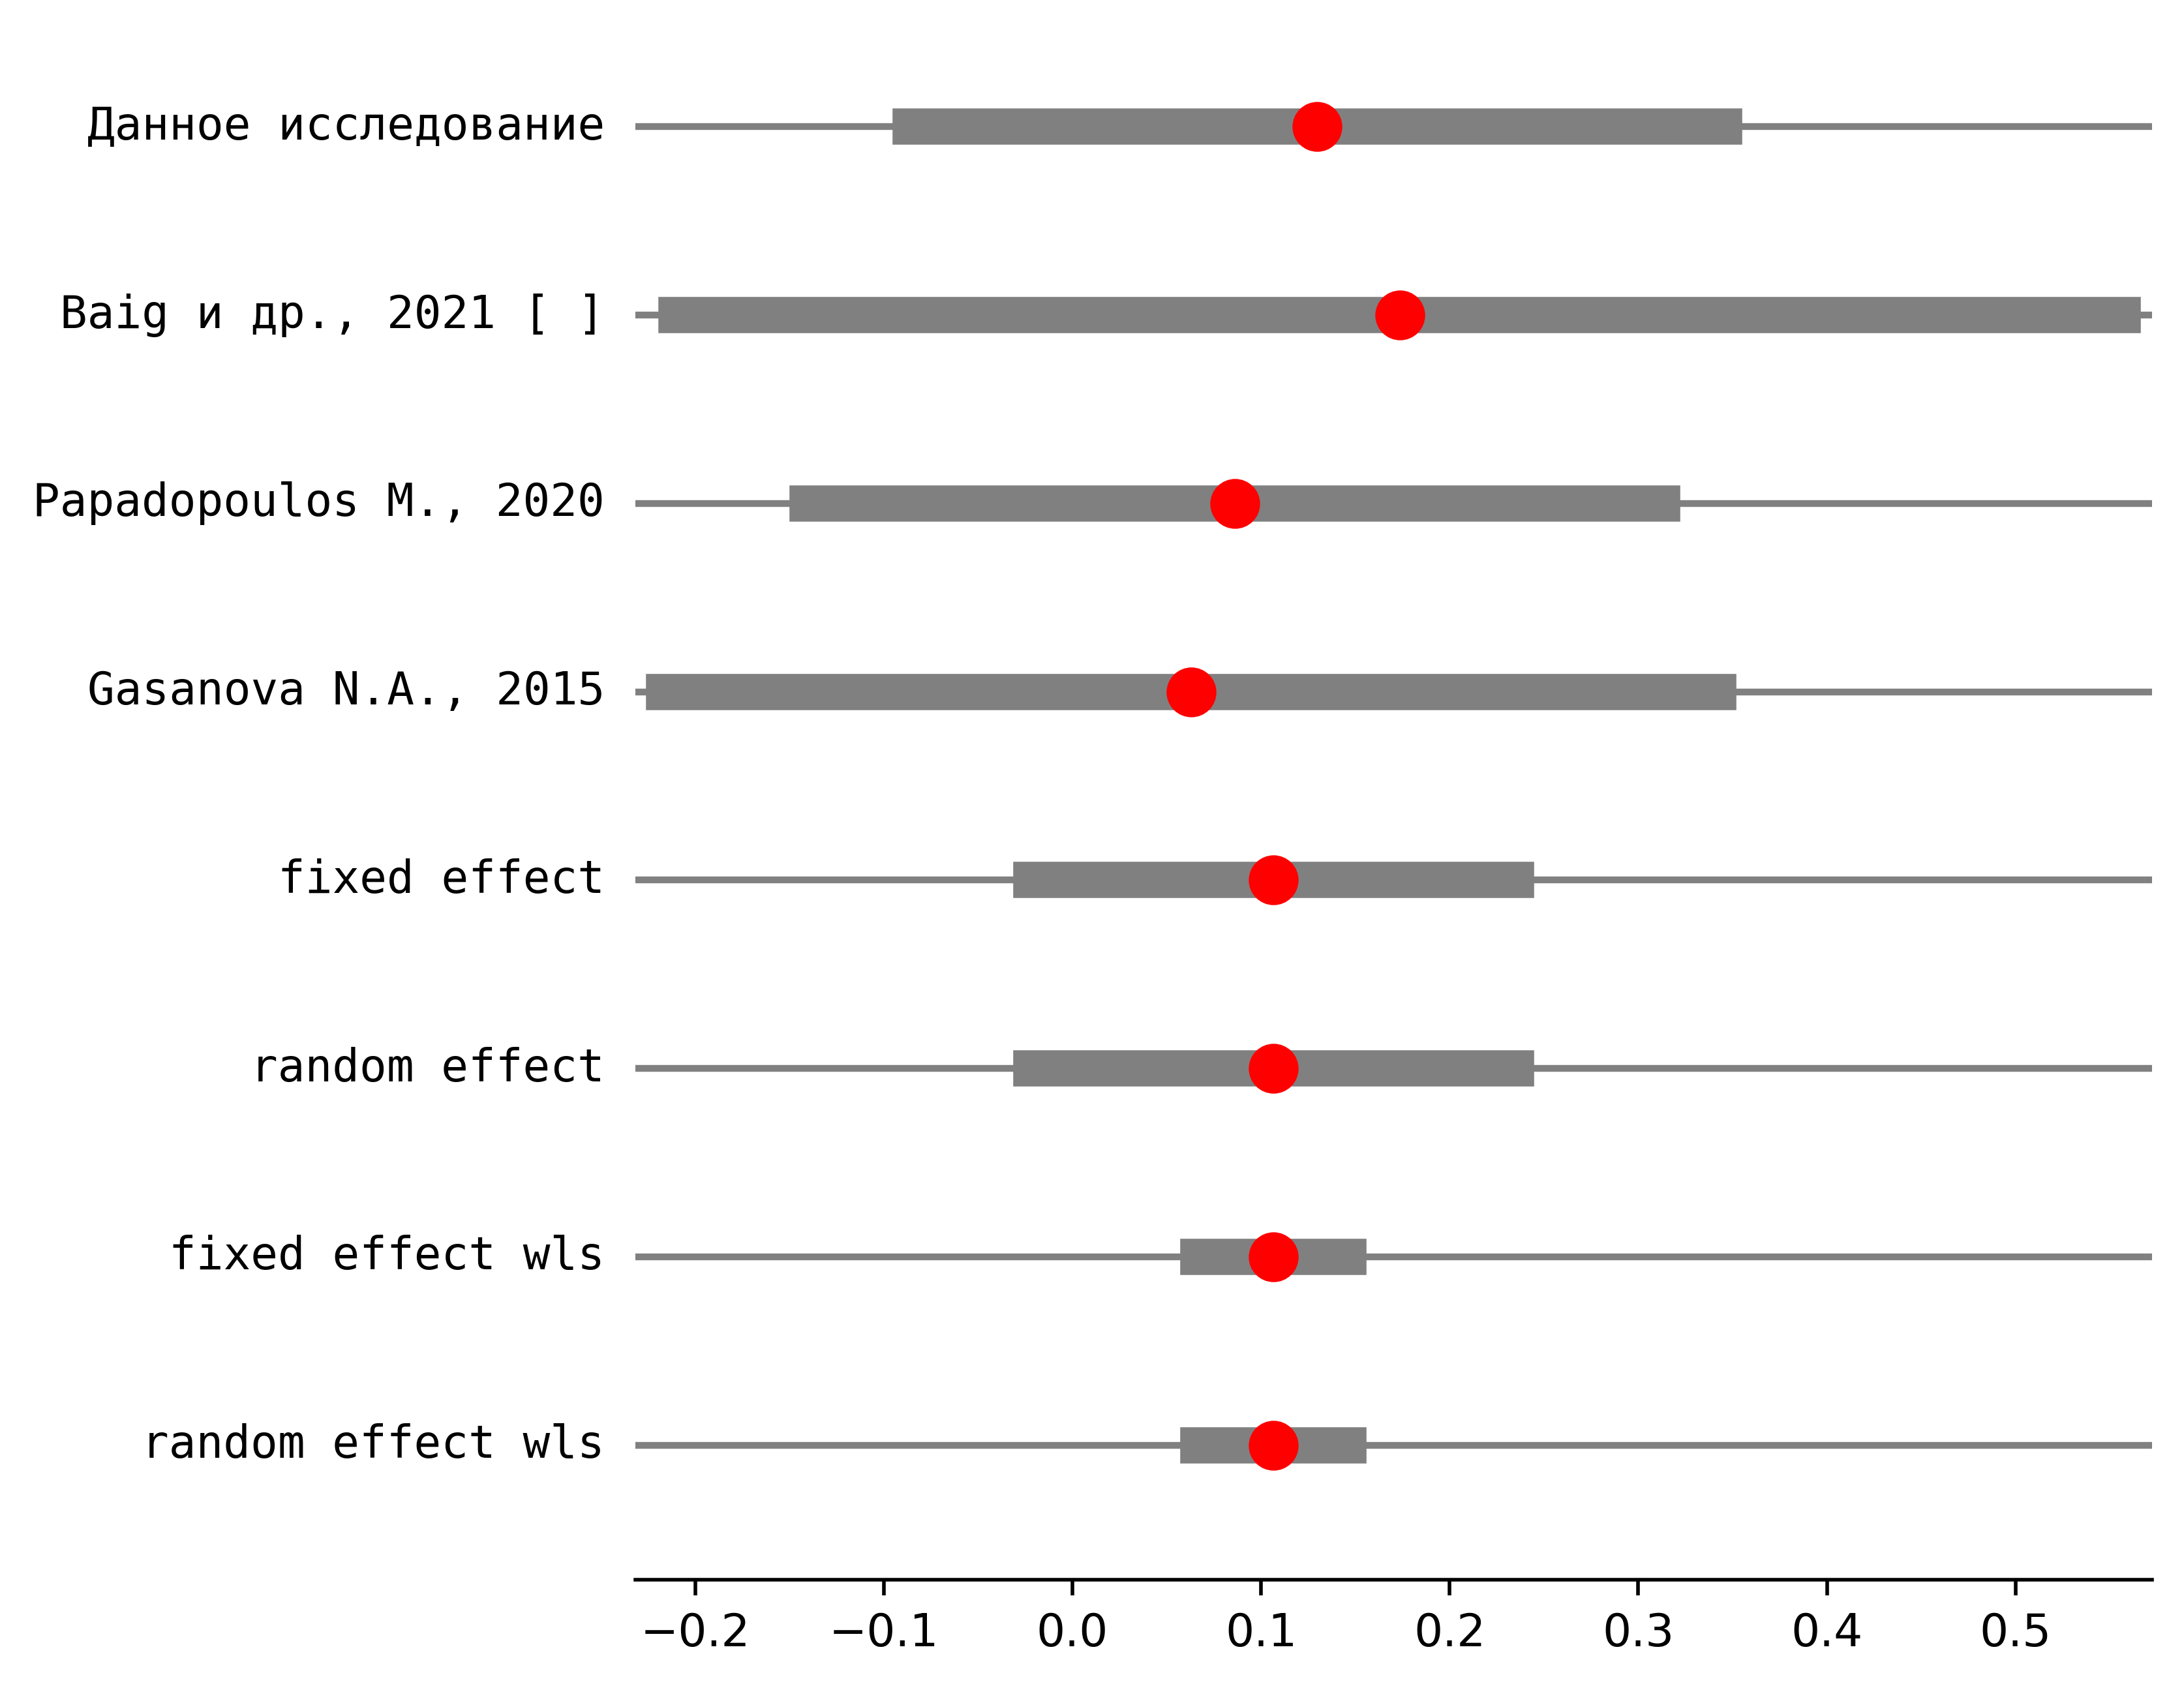 Данное исследование
Baig и др., 2021 [ ]
Papadopoulos M., 2020
Gasanova N.A., 2015
fixed effect
random effect
fixed effect wls
random effect wls
−0.2 −0.1 0.0 0.1 0.2 0.3 0.4 0.5